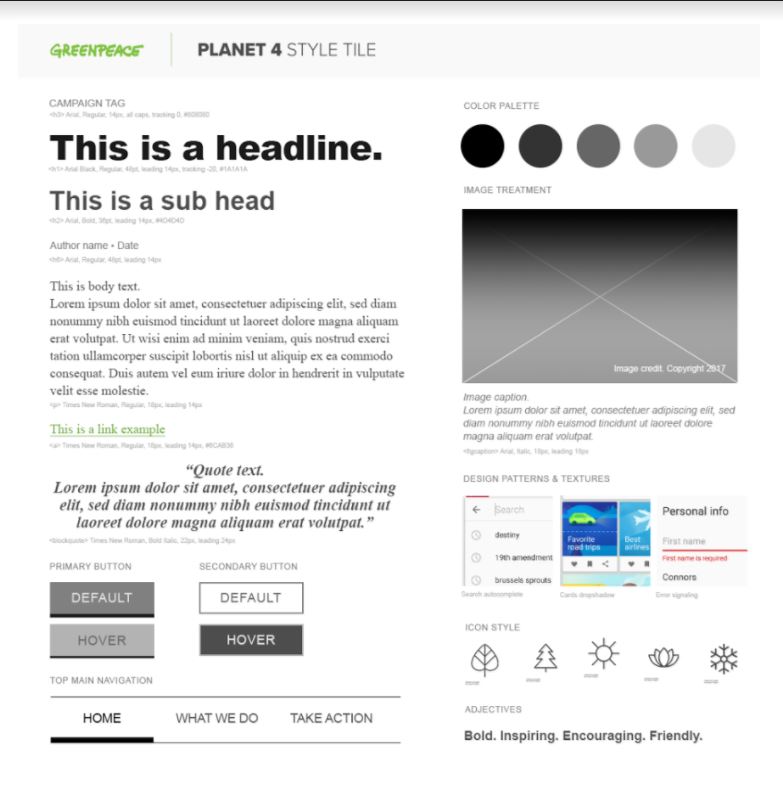 GREENPEACE
PLANET 4 STYLE TILE
CAMPAIGN TAG
<h3> Arial, Regular, 14px, all caps, tracking 0, #808080
This is a headline.
<h1> Arial Black, Regular, 48pt, leading 14px, tracking -20, #1A1A1A
This is a sub head
<h2> Arial, Bold, 36pt, leading 14px, #4D4D4D
Author name • Date
<h6> Arial, Regular, 48pt, leading 14px
This is body text.
Lorem ipsum dolor sit amet, consectetuer adipiscing elit, sed diam
nonummy nibh euismod tincidunt ut laoreet dolore magna aliquam
erat volutpat. Ut wisi enim ad minim veniam, quis nostrud exerci
tation ullamcorper suscipit lobortis nisl ut aliquip ex ea commodo
consequat. Duis autem vel eum iriure dolor in hendrerit in vulputate
velit esse molestie.
<p> Times New Roman, Regular, 18px, leading 14px
This is a link example
<a> Times New Roman, Regular, 18px, leading 14px,
“Quote text.
Lorem ipsum dolor sit amet, consectetuer adipiscing
elit, sed diam nonummy nibh euismod tincidunt ut
laoreet dolore magna aliquam erat volutpat.”
<blockquote> Times New Roman, Bold Italic, 22px, leading 24px
PRIMARY BUTTON
SECONDARY BUTTON
DEFAULT
DEFAULT
HOVER
HOVER
TOP MAIN NAVIGATION
HOME
WHAT WE DO
TAKE ACTION
COLOR PALETTE
IMAGE TREATMENT
Image credit. Copyright 2017
Image caption.
Lorem ipsum dolor sit amet, consectetuer adipiscing elit, sed
diam nonummy nibh euismod tincidunt ut laoreet dolore
magna aliquam erat volutpat.
<figcaption> Arial, Italic, 18px, leading 18px
DESIGN PATTERNS & TEXTURES
Search
destiny
19th amendment
brussels sprouts
Favorite
road trips
Best
airlines
Personal info
First name
First name is required
Connors
Search autocomplete
Cards dropshadow
Error signaling
ICON STYLE
ADJECTIVES
Bold. Inspiring. Encouraging. Friendly.